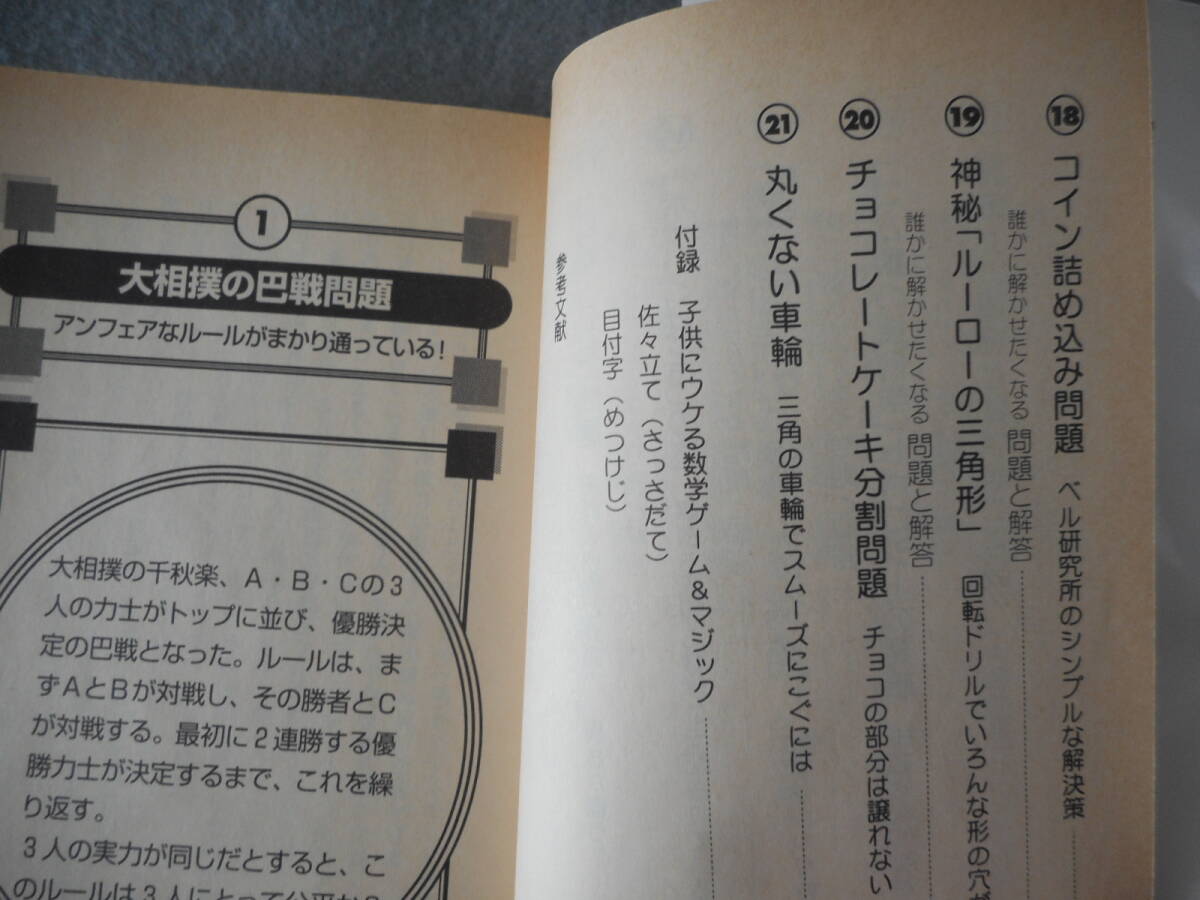 ⑱ コイン詰め込み問題 ベル研究所のシンプルな解決策
誰かに解かせたくなる 問題と解答
⑲ 神秘「ルーローの三角形」 回転ドリルでいろんな形の穴が
誰かに解かせたくなる 問題と解答
⑳ チョコレートケーキ分割問題 チョコの部分は譲れない
㉑ 丸くない車輪 三角の車輪でスムーズにこぐには
付録 子供にウケる数学ゲーム&マジック
佐々立て(さっさだて)
目付字(めつけじ)
参考文献
1
大相撲の巴戦問題
アンフェアなルールがまかり通っている!
大相撲の千秋楽、A・B・Cの3
人の力士がトップに並び、優勝決
定の巴戦となった。ルールは、ま
ずAとBが対戦し、その勝者とC
が対戦する。最初に2連勝する優
勝力士が決定するまで、これを繰
り返す。
3人の実力が同じだとすると、こ
のルールは3人にとって公平か?